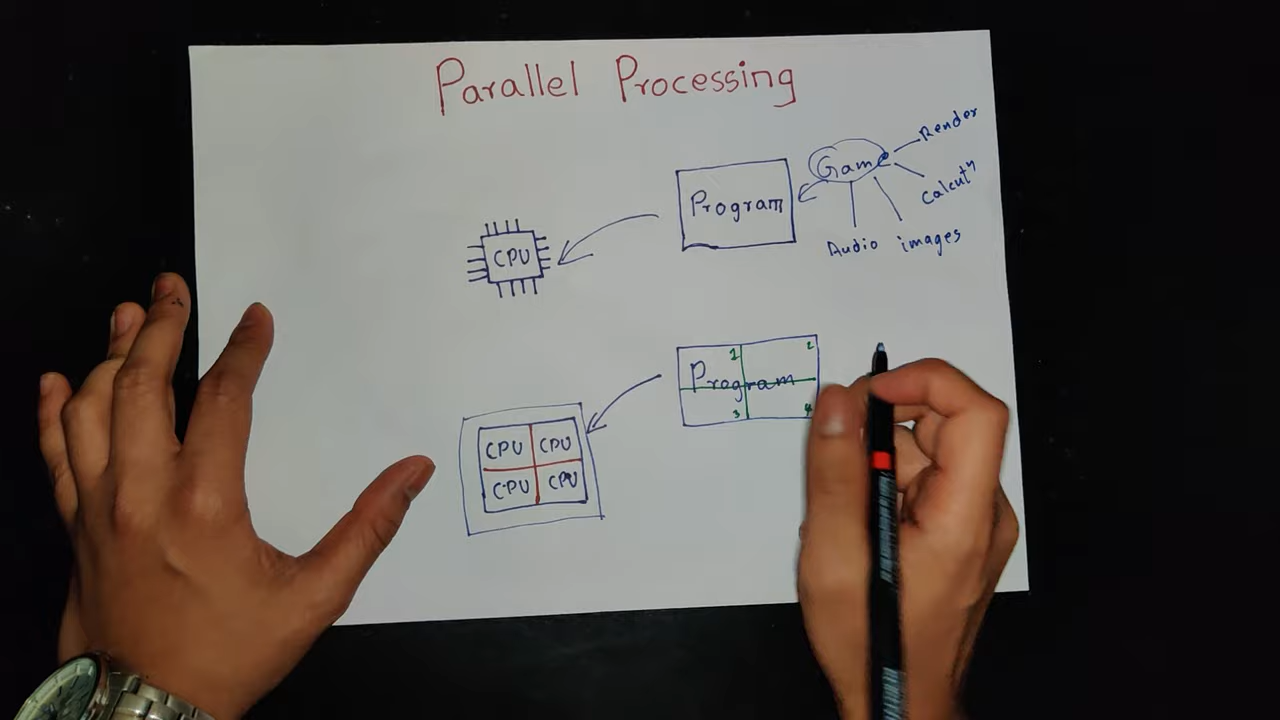 Parallel Processing
Render
Game
Calcutⁿ
Program
Audio images
CPU
1 2
Program
3 4
CPU CPU
CPU CPU